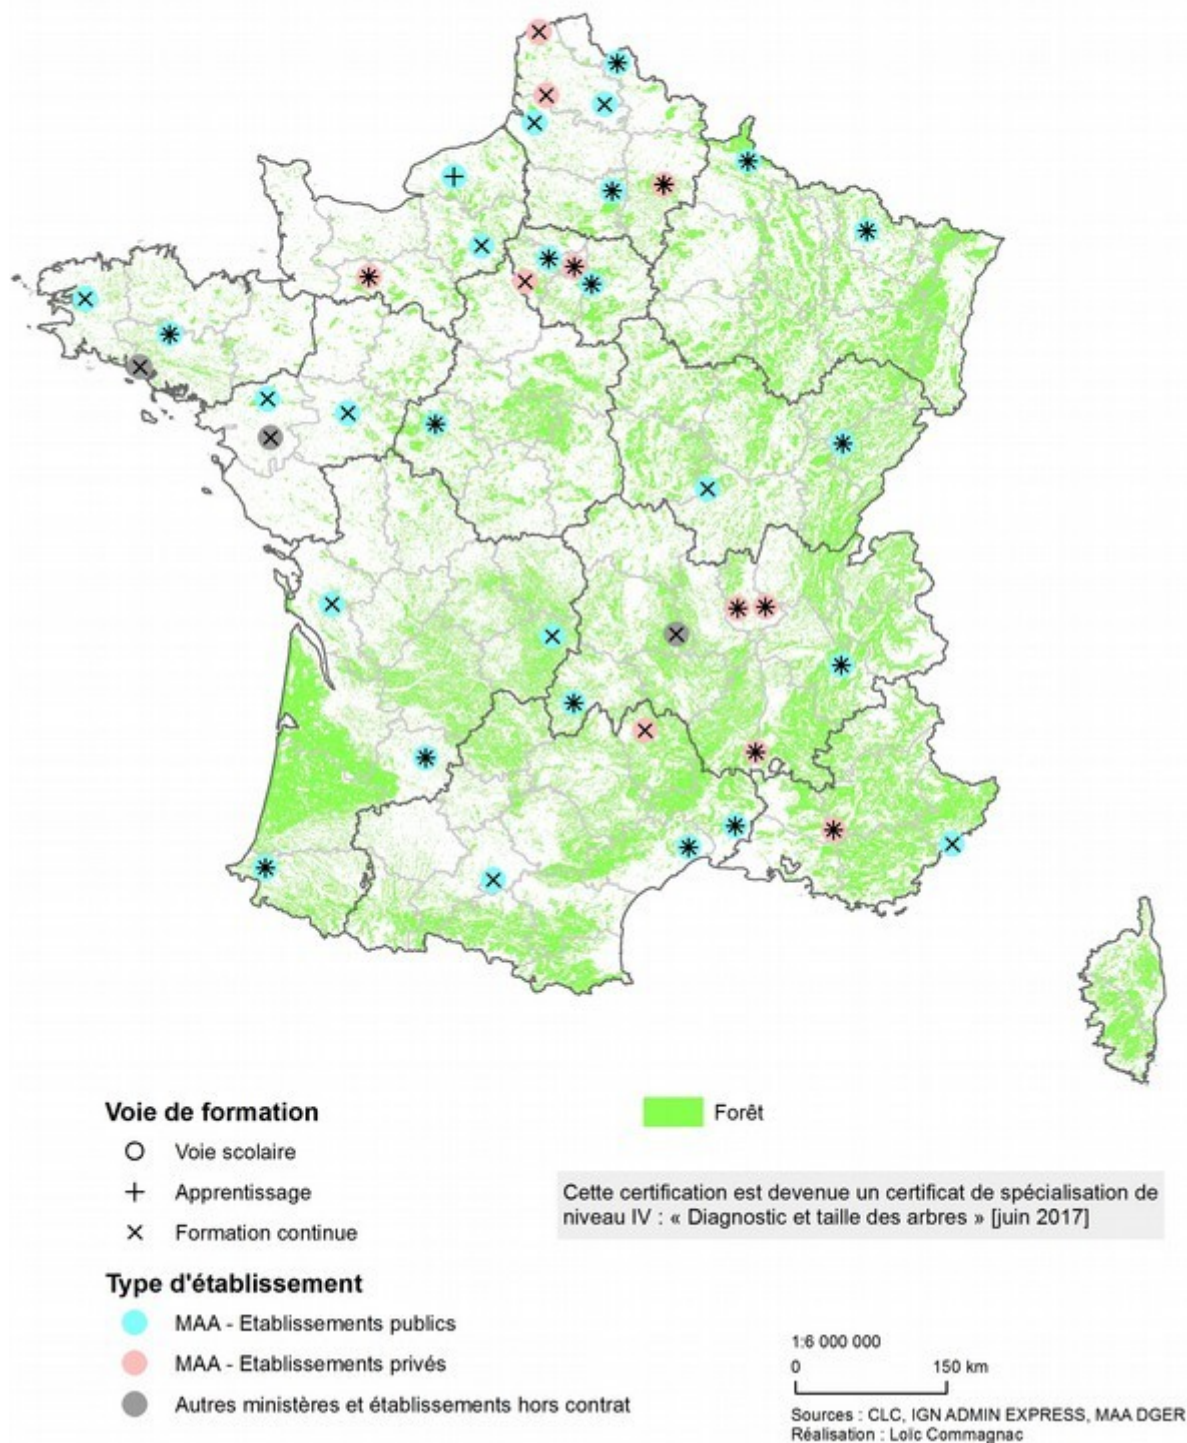 Voie de formation
Voie scolaire
Apprentissage
Formation continue
Forêt
Cette certification est devenue un certificat de spécialisation de
niveau IV : « Diagnostic et taille des arbres » [juin 2017]
Type d'établissement
MAA - Etablissements publics
MAA - Etablissements privés
Autres ministères et établissements hors contrat
1:6 000 000
0 150 km
Sources : CLC, IGN ADMIN EXPRESS, MAA DGER
Réalisation : Loïc Commagnac